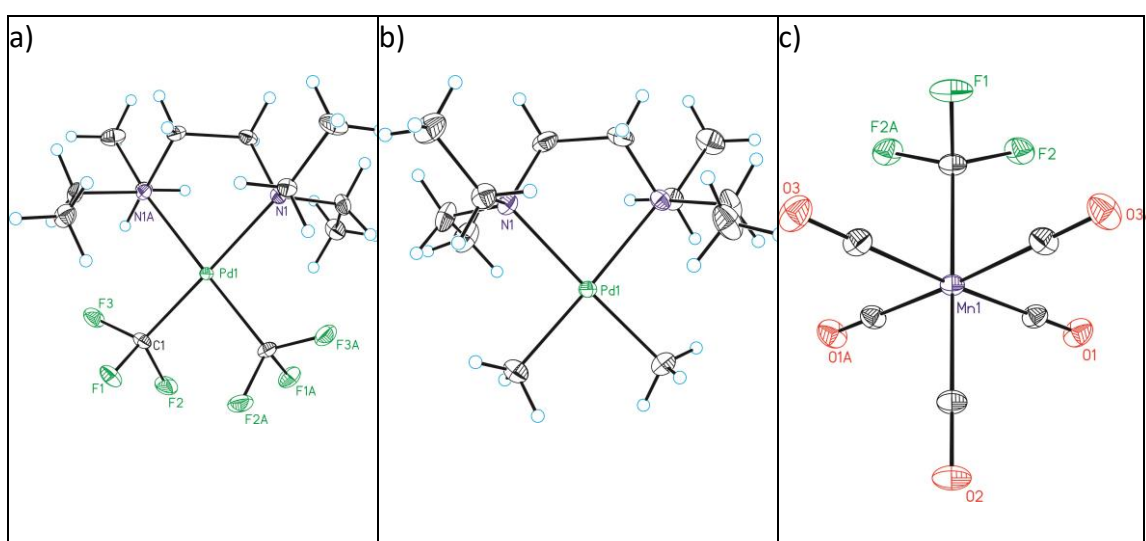 a)
N1A
N1
Pd1
F3
C1
F1
F2
F3A
F1A
F2A
b)
N1
Pd1
c)
F1
F2A
F2
O3
O3
Mn1
O1A
O1
O2